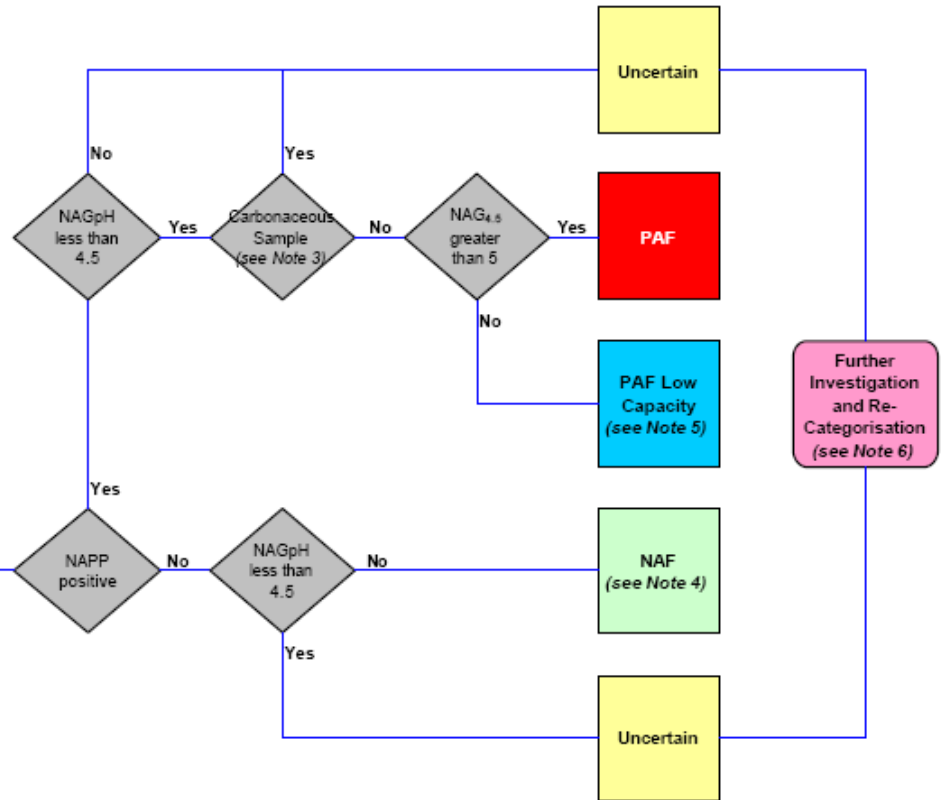 Uncertain
No
Yes
NAGpH
less than
4.5
Yes
Carbonaceous
Sample
(see Note 3)
No
NAG4.5
greater
than 5
Yes
PAF
No
PAF Low
Capacity
(see Note 5)
Further
Investigation
and Re-
Categorisation
(see Note 6)
Yes
NAPP
positive
No
NAGpH
less than
4.5
No
NAF
(see Note 4)
Yes
Uncertain